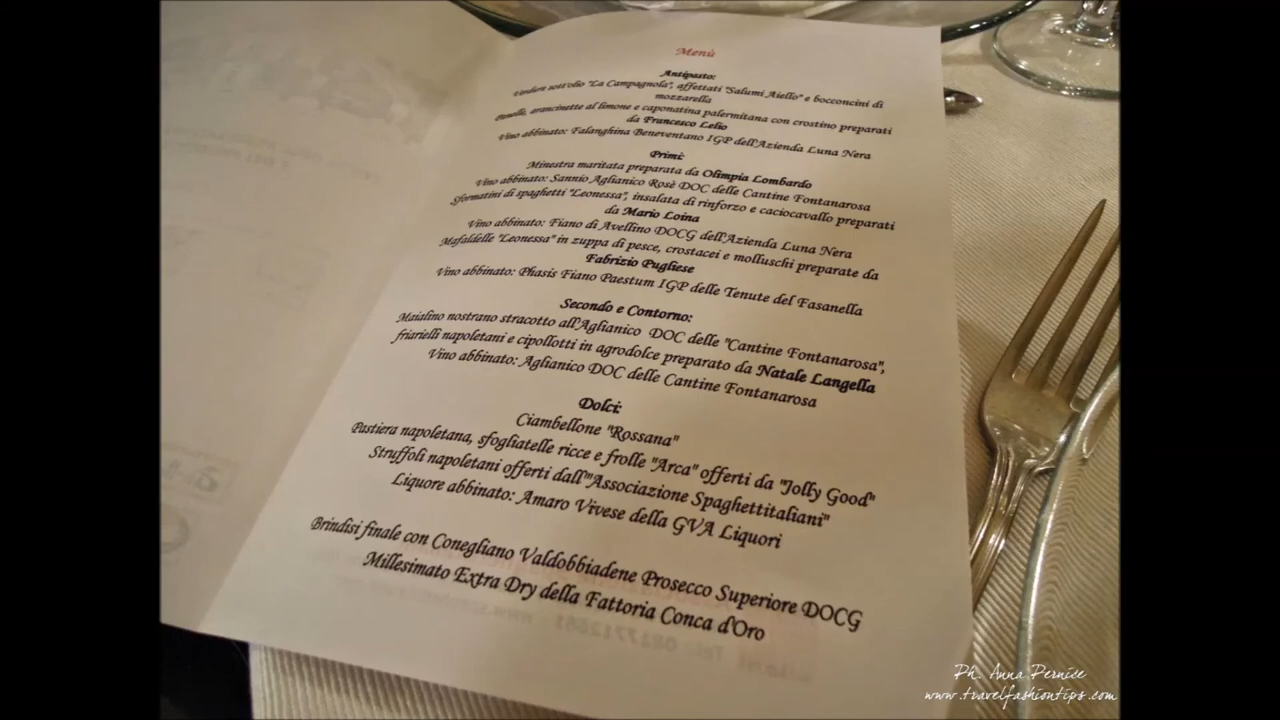 Menù
Antipasto:
Verdure sott'olio "La Campagnola", affettati "Salumi Aiello" e bocconcini di
mozzarella
Panelle, arancinette al limone e caponatina palermitana con crostino preparati
da Francesco Lelio
Vino abbinato: Falanghina Beneventano IGP dell'Azienda Luna Nera
Primi:
Minestra maritata preparata da Olimpia Lombardo
Vino abbinato: Sannio Aglianico Rosè DOC delle Cantine Fontanarosa
Sformatini di spaghetti "Leonessa", insalata di rinforzo e caciocavallo preparati
da Mario Loina
Vino abbinato: Fiano di Avellino DOCG dell'Azienda Luna Nera
Mafaldelle "Leonessa" in zuppa di pesce, crostacei e molluschi preparate da
Fabrizio Pugliese
Vino abbinato: Phasis Fiano Paestum IGP delle Tenute del Fasanella
Secondo e Contorno:
Maialino nostrano stracotto all'Aglianico DOC delle "Cantine Fontanarosa",
friarielli napoletani e cipollotti in agrodolce preparato da Natale Langella
Vino abbinato: Aglianico DOC delle Cantine Fontanarosa
Dolci:
Ciambellone "Rossana"
Pastiera napoletana, sfogliatelle ricce e frolle "Arca" offerti da "Jolly Good"
Struffoli napoletani offerti dall'"Associazione Spaghettitaliani"
Liquore abbinato: Amaro Vivese della GVA Liquori
Brindisi finale con Conegliano Valdobbiadene Prosecco Superiore DOCG
Millesimato Extra Dry della Fattoria Conca d'Oro
Ph. Anna Pernice
www.travelfashiontips.com